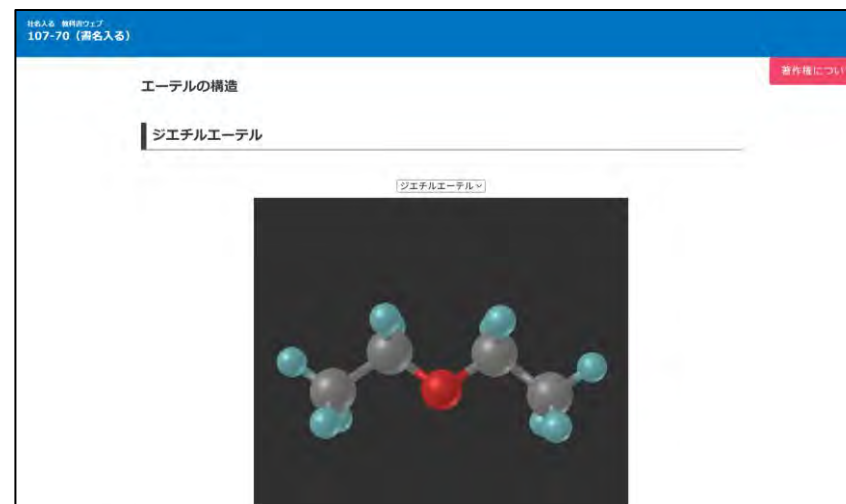 社名入る 教科書ウェブ
107-70（書名入る）
著作権につい
エーテルの構造
ジエチルエーテル
ジエチルエーテル